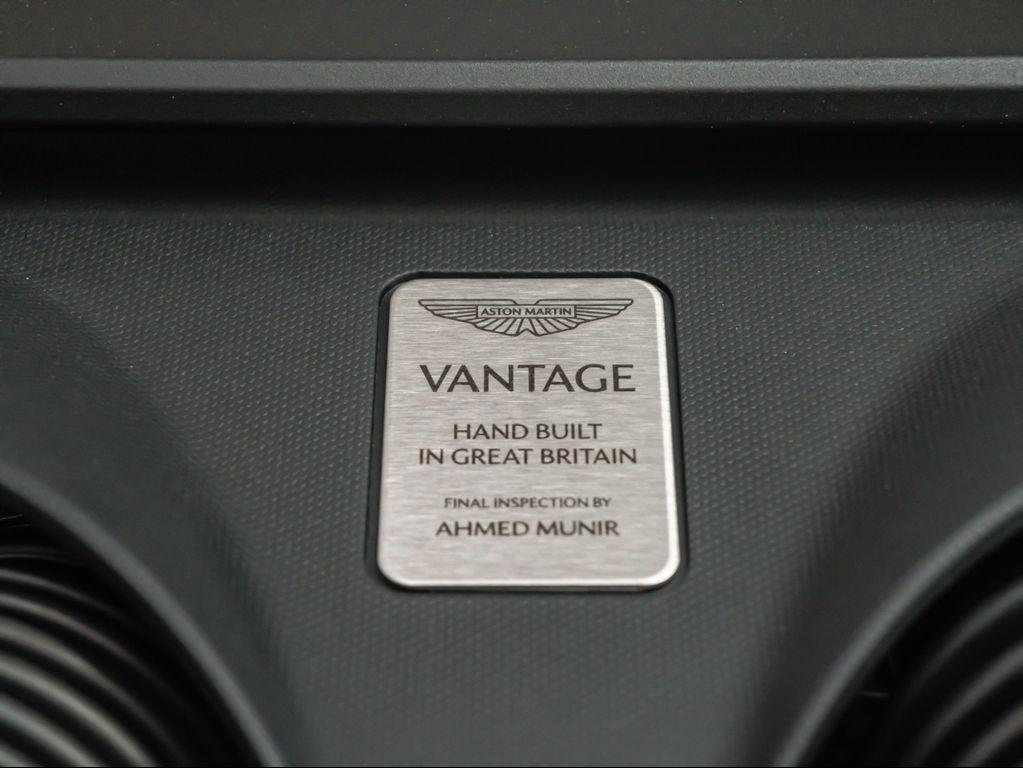 ASTON MARTIN
VANTAGE
HAND BUILT
IN GREAT BRITAIN
FINAL INSPECTION BY
AHMED MUNIR